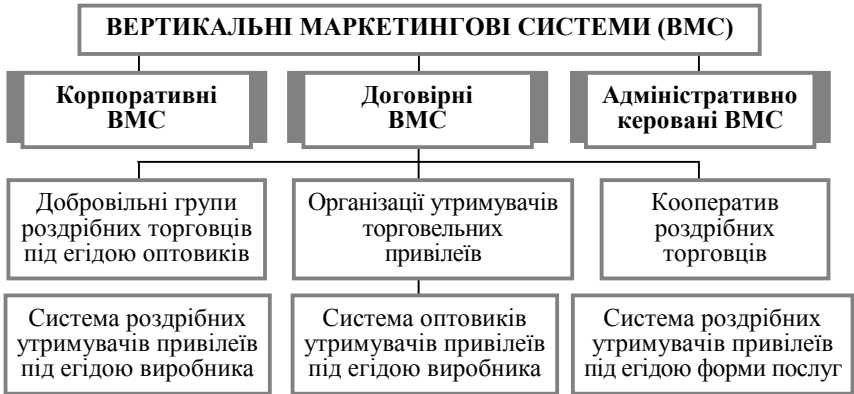 ВЕРТИКАЛЬНІ МАРКЕТИНГОВІ СИСТЕМИ (ВМС)
Корпоративні
ВМС
Договірні
ВМС
Адміністративно
керовані ВМС
Добровільні групи
роздрібних торговців
під егідою оптовиків
Організації утримувачів
торговельних
привілеїв
Кооператив
роздрібних
торговців
Система роздрібних
утримувачів привілеїв
під егідою виробника
Система оптовиків
утримувачів привілеїв
під егідою виробника
Система роздрібних
утримувачів привілеїв
під егідою форми послуг